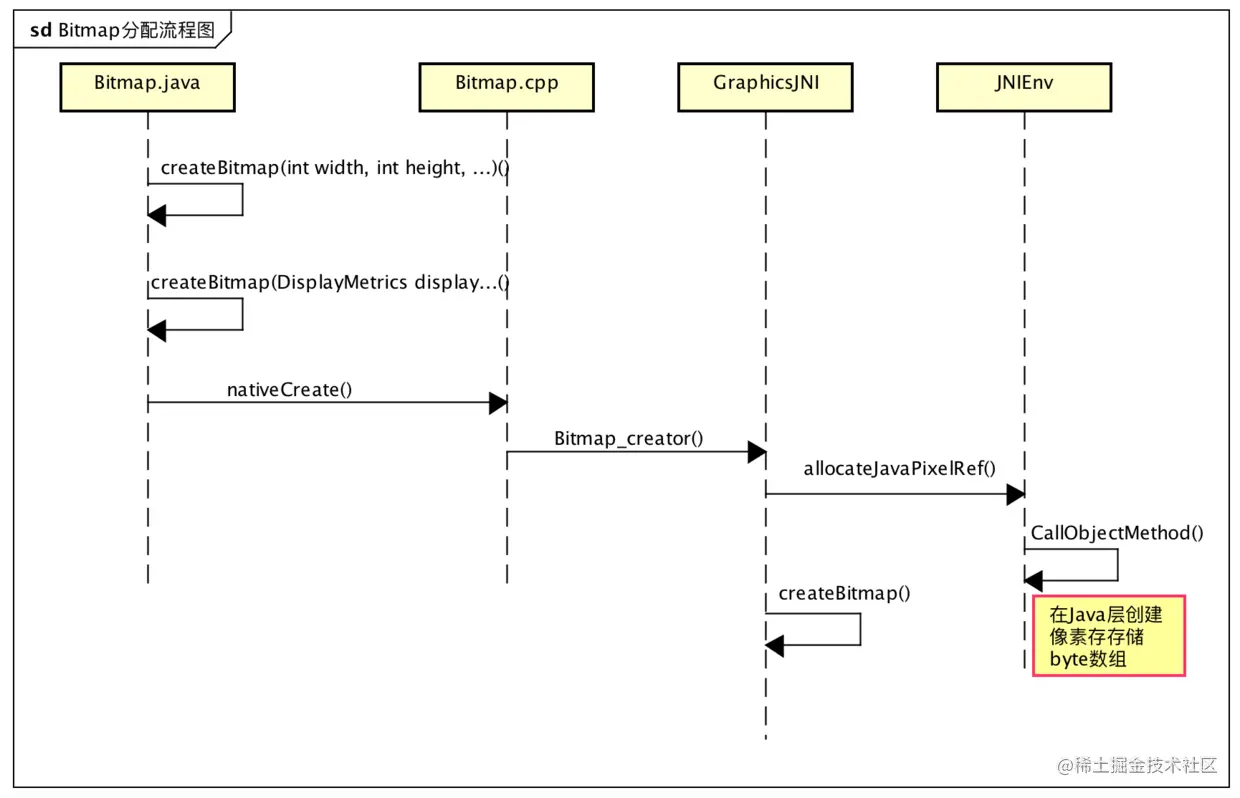 sd Bitmap分配流程图
Bitmap.java
Bitmap.cpp
GraphicsJNI
JNIEnv
createBitmap(int width, int height, ...)()
createBitmap(DisplayMetrics display...()
nativeCreate()
Bitmap_creator()
allocateJavaPixelRef()
CallObjectMethod()
createBitmap()
在Java层创建
像素存存储
byte数组
@稀土掘金技术社区